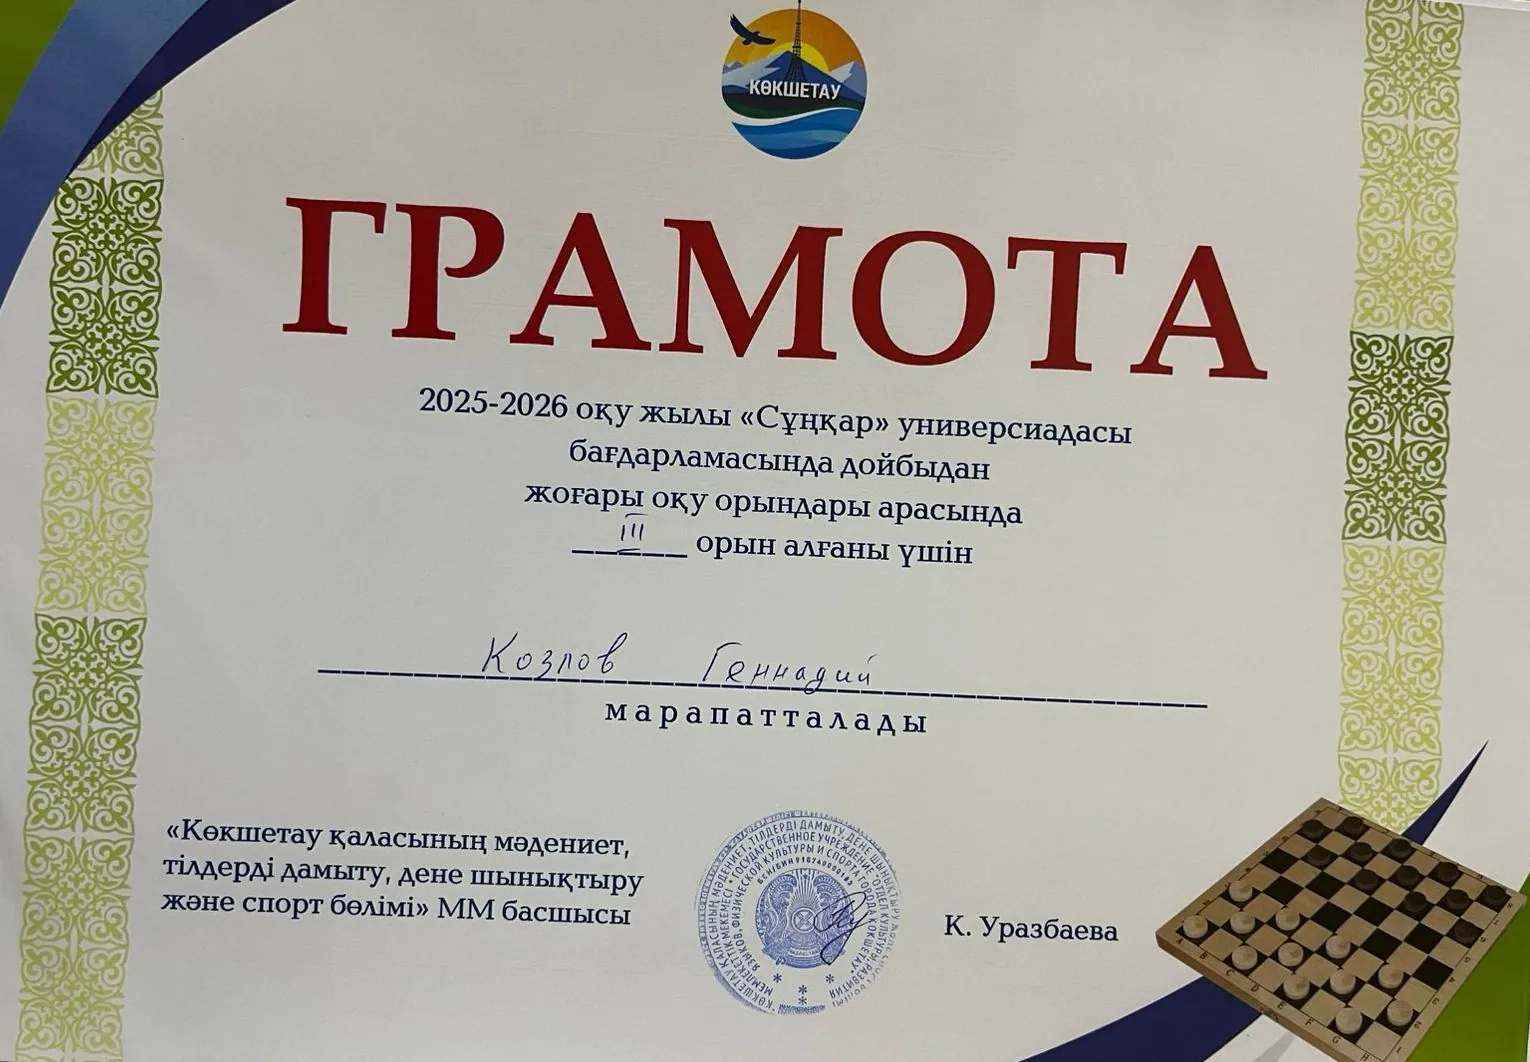 КӨКШЕТАУ
ГРАМОТА
2025-2026 оқу жылы «Сұңқар» универсиадасы
бағдарламасында дойбыдан
жоғары оқу орындары арасында
III орын алғаны үшін
Козлов Геннадий
марапатталады
«Көкшетау қаласының мәдениет,
тілдерді дамыту, дене шынықтыру
және спорт бөлімі» ММ басшысы
К. Уразбаева